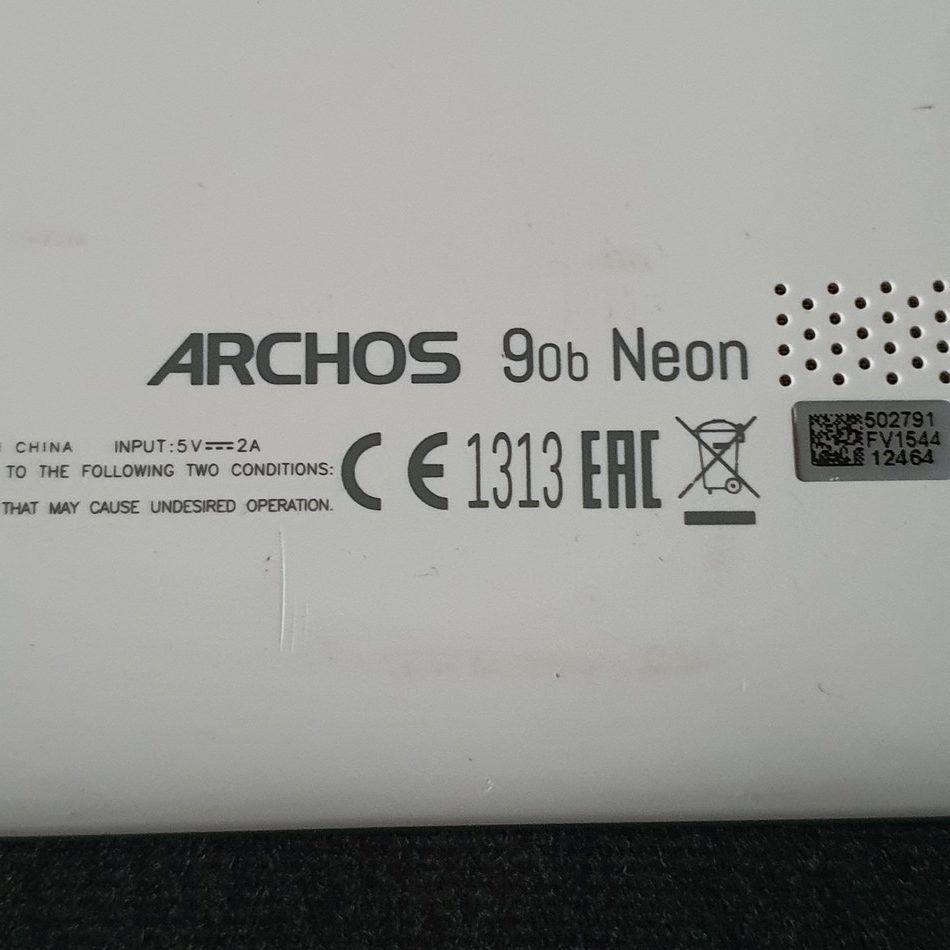 ARCHOS 90b Neon
CHINA INPUT:5V⎓2A
TO THE FOLLOWING TWO CONDITIONS:
THAT MAY CAUSE UNDESIRED OPERATION.
CE 1313 EAC
502791
FV1544
12464